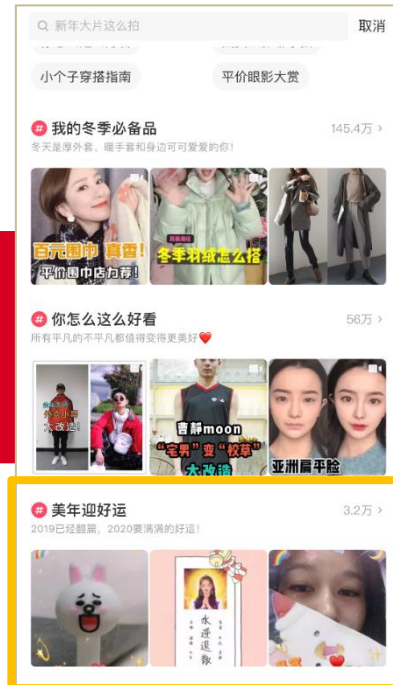 新年大片这么拍
取消
小个子穿搭指南
平价眼影大赏
# 我的冬季必备品
145.4万 >
冬天是厚外套、暖手套和身边可可爱爱的你!
百元围巾 真香!
平价围巾店力荐!
冬季羽绒怎么搭
# 你怎么这么好看
56万 >
所有平凡的不平凡都值得变得更美好❤️
大改造!
曹静moon
"宅男"变"校草"
大改造
亚洲扁平脸
# 美年迎好运
3.2万 >
2019已经翻篇，2020要满满的好运!
水逆退散